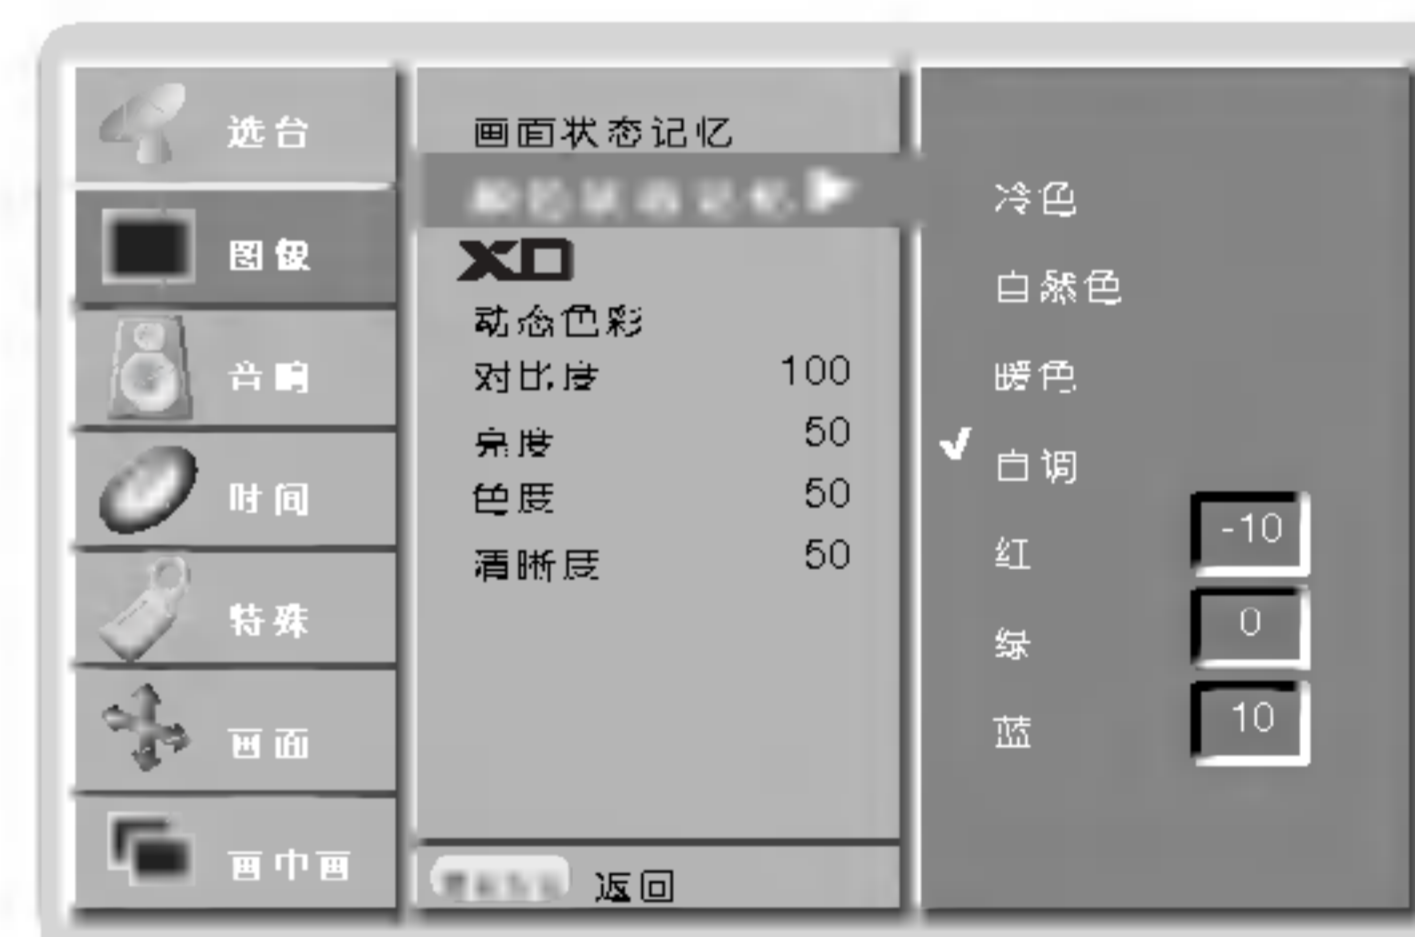 选台
图像
音响
时间
特殊
画面
画中画
画面状态记忆
XD
动态色彩
对比度 100
亮度 50
色度 50
清晰度 50
返回
冷色
自然色
暖色
自调
红 -10
绿 0
蓝 10